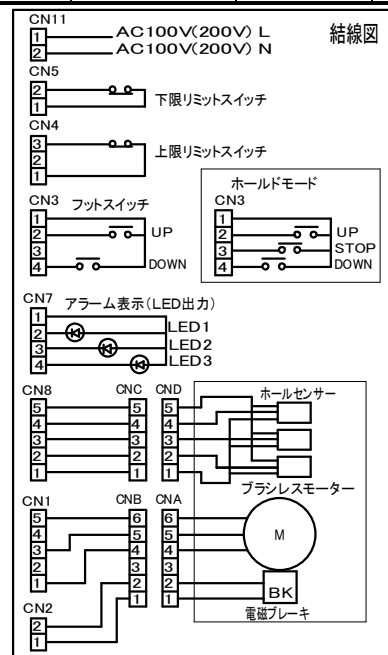 結線図
CN11
1 AC100V(200V) L
2 AC100V(200V) N
CN5
2
1
下限リミットスイッチ
CN4
3
2
1
上限リミットスイッチ
CN3 フットスイッチ
1
2 UP
3
4 DOWN
ホールドモード
CN3
1
2 UP
3 STOP
4 DOWN
CN7 アラーム表示(LED出力)
1
2 LED1
3 LED2
4 LED3
CN8 CNC CND ホールセンサー
5 5 5
4 4 4
3 3 3
2 2 2
1 1 1
ブラシレスモーター
CN1 CNB CNA
5 6 6
4 5 5
3 4 4
2 3 3
1 2 2
1 1
M
BK
電磁ブレーキ
CN2
2
1